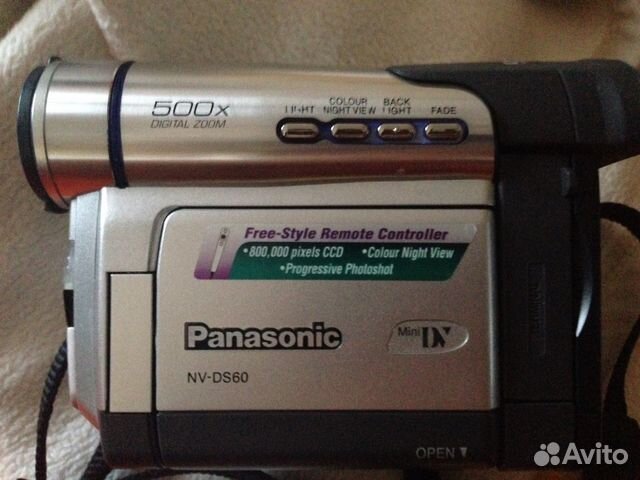 500x
DIGITAL ZOOM
LIGHT
COLOUR
NIGHT VIEW
BACK
LIGHT
FADE
Free-Style Remote Controller
•800,000 pixels CCD •Colour Night View
•Progressive Photoshot
Panasonic
Mini DV
NV-DS60
OPEN ▼
Avito